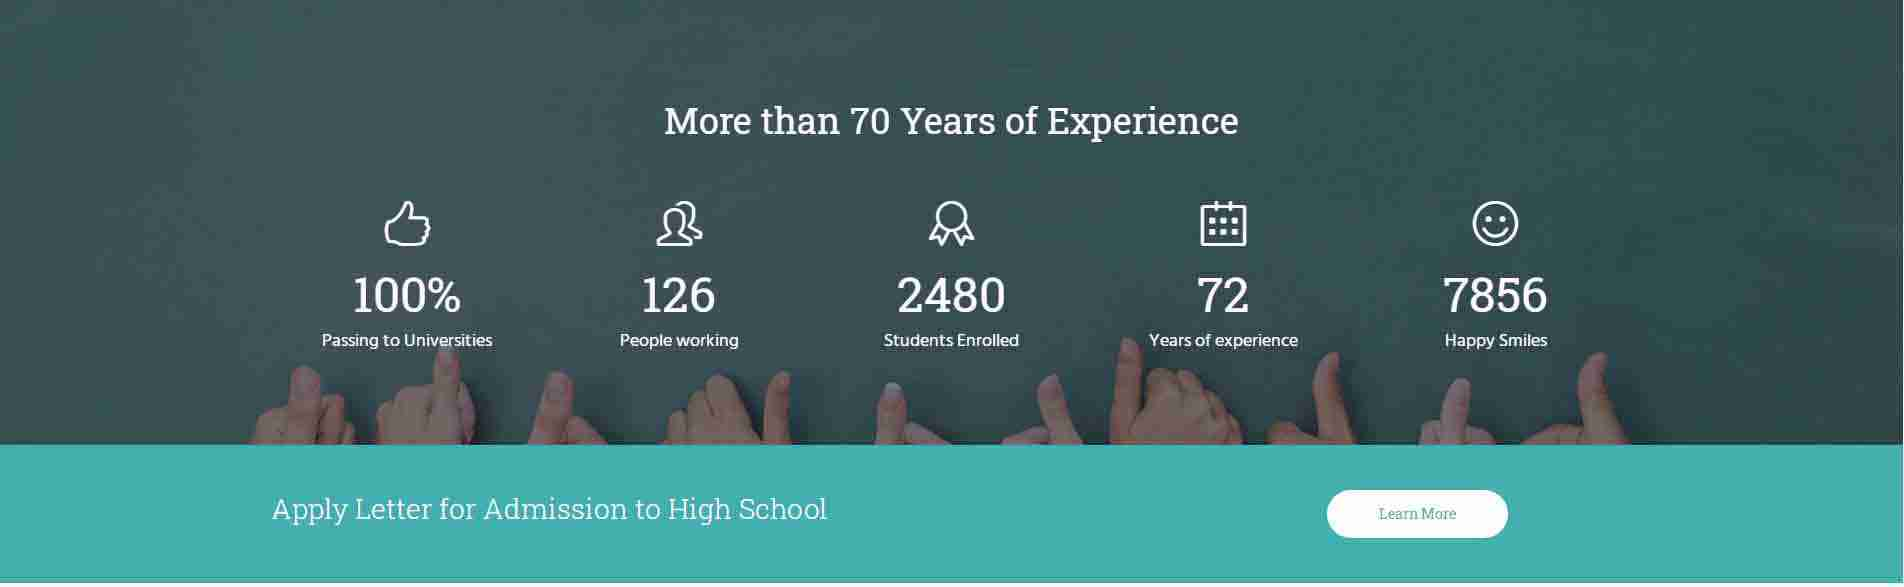 More than 70 Years of Experience
100%
126
2480
72
7856
Passing to Universities
People working
Students Enrolled
Years of experience
Happy Smiles
Apply Letter for Admission to High School
Learn More